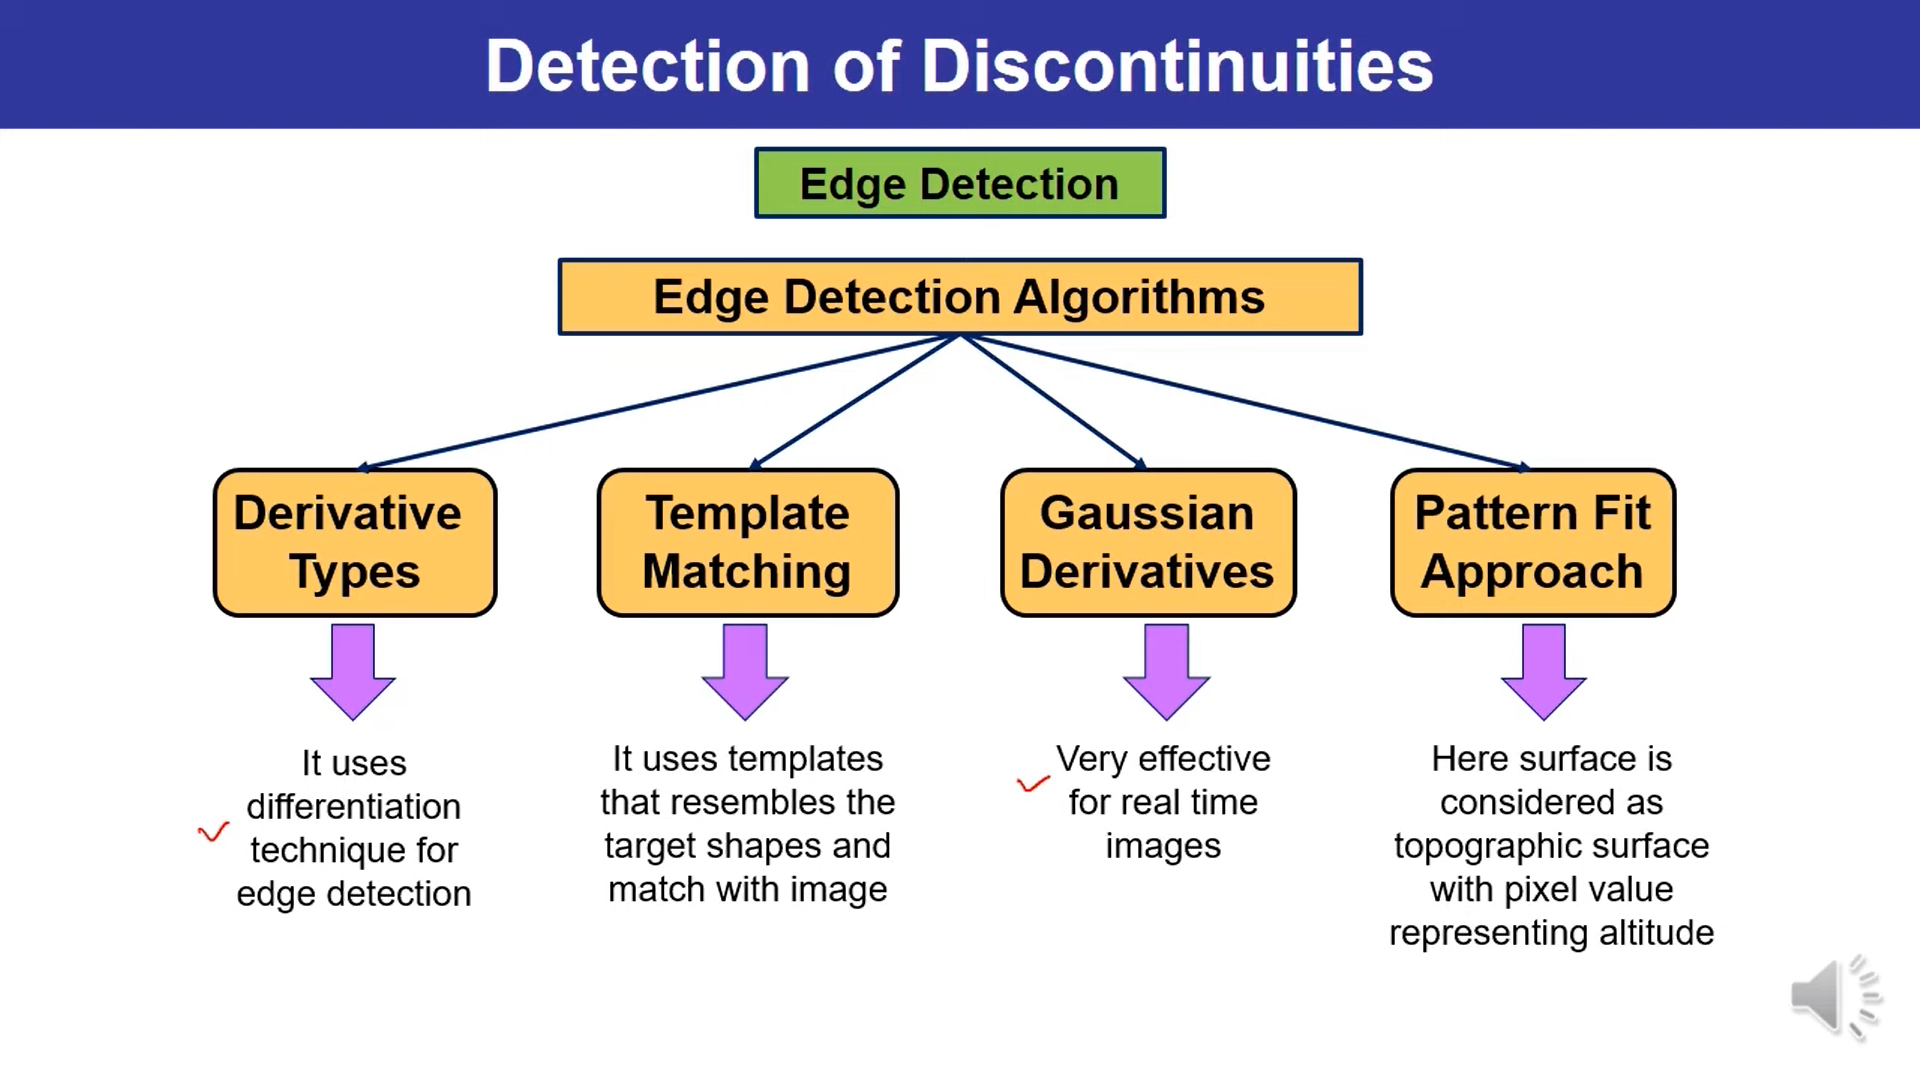 Detection of Discontinuities
Edge Detection
Edge Detection Algorithms
Derivative
Types
Template
Matching
Gaussian
Derivatives
Pattern Fit
Approach
It uses
differentiation
technique for
edge detection
It uses templates
that resembles the
target shapes and
match with image
Very effective
for real time
images
Here surface is
considered as
topographic surface
with pixel value
representing altitude